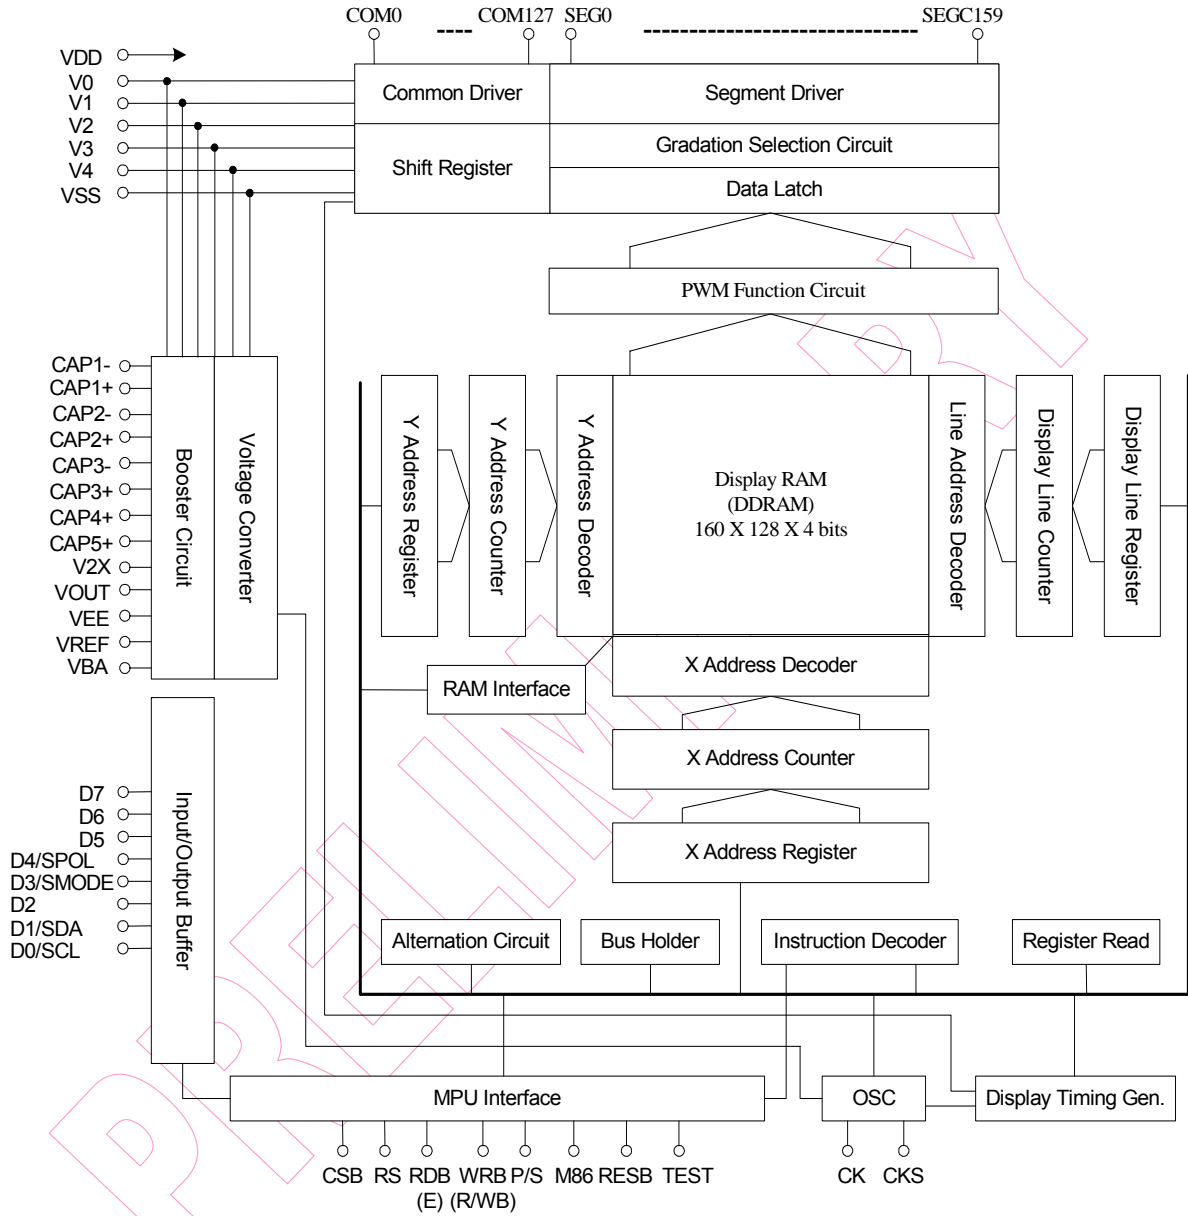 COM0 COM127 SEG0 SEGC159
VDD
V0
V1
V2
V3
V4
VSS
Common Driver
Segment Driver
Shift Register
Gradation Selection Circuit
Data Latch
PWM Function Circuit
CAP1-
CAP1+
CAP2-
CAP2+
CAP3-
CAP3+
CAP4+
CAP5+
V2X
VOUT
VEE
VREF
VBA
Booster Circuit
Voltage Converter
Y Address Register
Y Address Counter
Y Address Decoder
Display RAM
(DDRAM)
160 X 128 X 4 bits
Line Address Decoder
Display Line Counter
Display Line Register
RAM Interface
X Address Decoder
X Address Counter
X Address Register
D7
D6
D5
D4/SPOL
D3/SMODE
D2
D1/SDA
D0/SCL
Input/Output Buffer
Alternation Circuit
Bus Holder
Instruction Decoder
Register Read
MPU Interface
OSC
Display Timing Gen.
CSB RS RDB WRB P/S M86 RESB TEST
(E) (R/WB)
CK CKS
PRELIMINARY